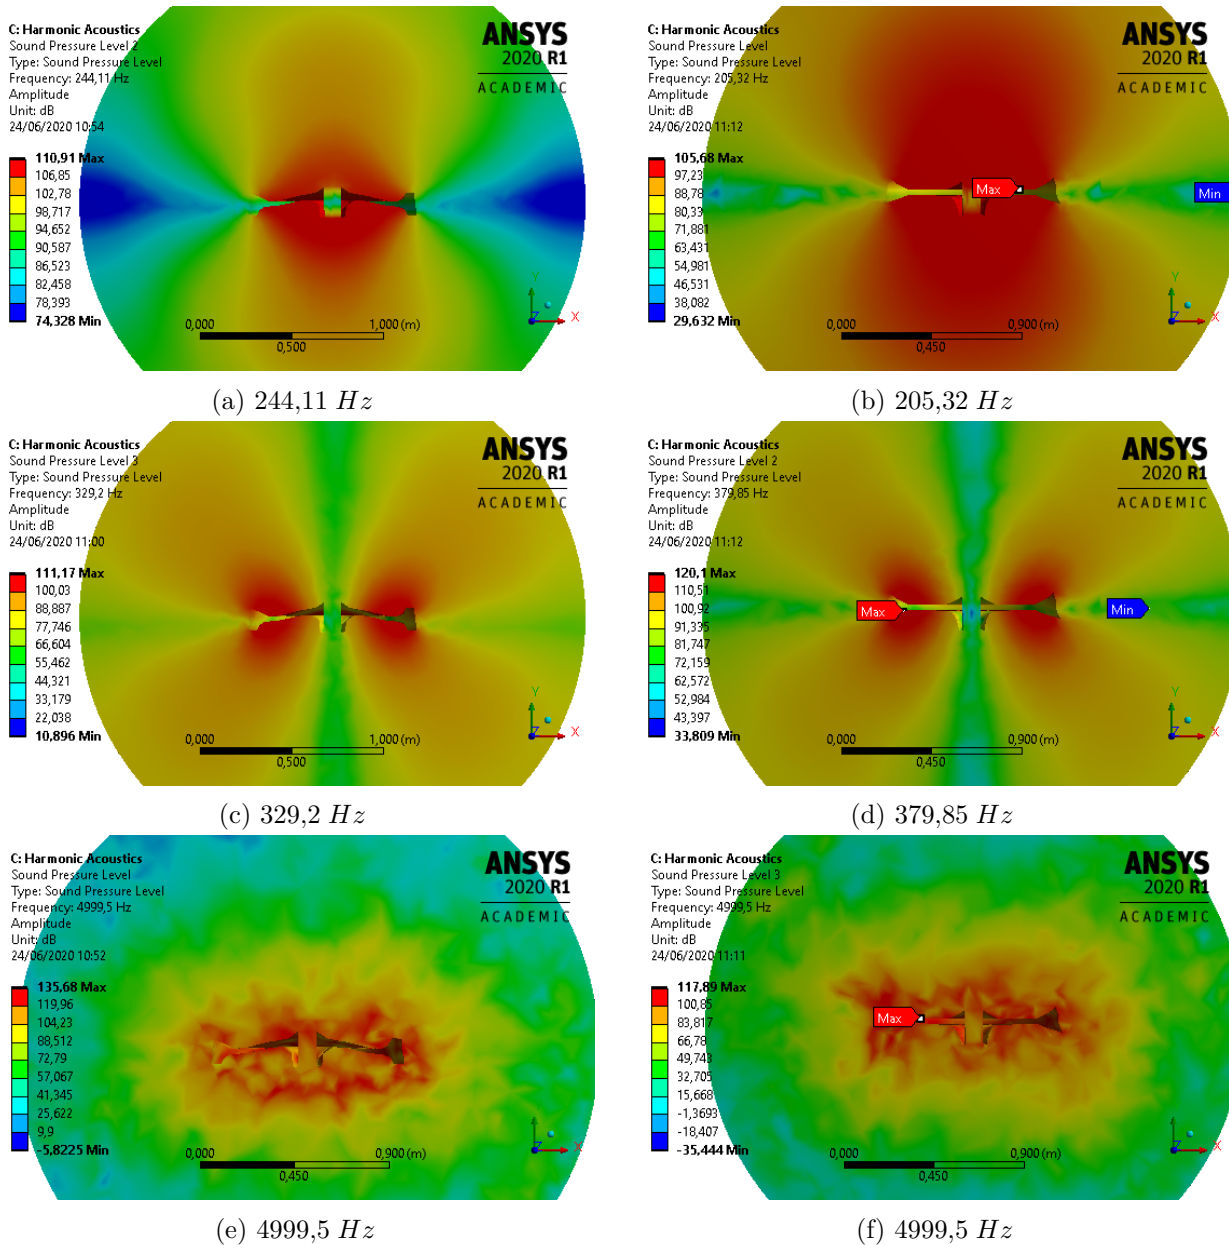 C: Harmonic Acoustics
Sound Pressure Level 2
Type: Sound Pressure Level
Frequency: 244,11 Hz
Amplitude
Unit: dB
24/06/2020 10:54
110,91 Max
106,85
102,78
98,717
94,652
90,587
86,523
82,458
78,393
74,328 Min
ANSYS
2020 R1
ACADEMIC
0,000
1,000 (m)
0,500
Y
Z
X
(a) 244,11 Hz
C: Harmonic Acoustics
Sound Pressure Level
Type: Sound Pressure Level
Frequency: 205,32 Hz
Amplitude
Unit: dB
24/06/2020 11:12
105,68 Max
97,23
88,78
80,33
71,881
63,431
54,981
46,531
38,082
29,632 Min
ANSYS
2020 R1
ACADEMIC
Max
Min
0,000
0,900 (m)
0,450
Y
Z
X
(b) 205,32 Hz
C: Harmonic Acoustics
Sound Pressure Level 3
Type: Sound Pressure Level
Frequency: 329,2 Hz
Amplitude
Unit: dB
24/06/2020 11:00
111,17 Max
100,03
88,887
77,746
66,604
55,462
44,321
33,179
22,038
10,896 Min
ANSYS
2020 R1
ACADEMIC
0,000
1,000 (m)
0,500
Y
Z
X
(c) 329,2 Hz
C: Harmonic Acoustics
Sound Pressure Level 2
Type: Sound Pressure Level
Frequency: 379,85 Hz
Amplitude
Unit: dB
24/06/2020 11:12
120,1 Max
110,51
100,92
91,335
81,747
72,159
62,572
52,984
43,397
33,809 Min
ANSYS
2020 R1
ACADEMIC
Max
Min
0,000
0,900 (m)
0,450
Y
Z
X
(d) 379,85 Hz
C: Harmonic Acoustics
Sound Pressure Level
Type: Sound Pressure Level
Frequency: 4999,5 Hz
Amplitude
Unit: dB
24/06/2020 10:52
135,68 Max
119,96
104,23
88,512
72,79
57,067
41,345
25,622
9,9
-5,8225 Min
ANSYS
2020 R1
ACADEMIC
0,000
0,900 (m)
0,450
Y
Z
X
(e) 4999,5 Hz
C: Harmonic Acoustics
Sound Pressure Level 3
Type: Sound Pressure Level
Frequency: 4999,5 Hz
Amplitude
Unit: dB
24/06/2020 11:11
117,89 Max
100,85
83,817
66,78
49,743
32,705
15,668
-1,3693
-18,407
-35,444 Min
ANSYS
2020 R1
ACADEMIC
Max
0,000
0,900 (m)
0,450
Y
Z
X
(f) 4999,5 Hz